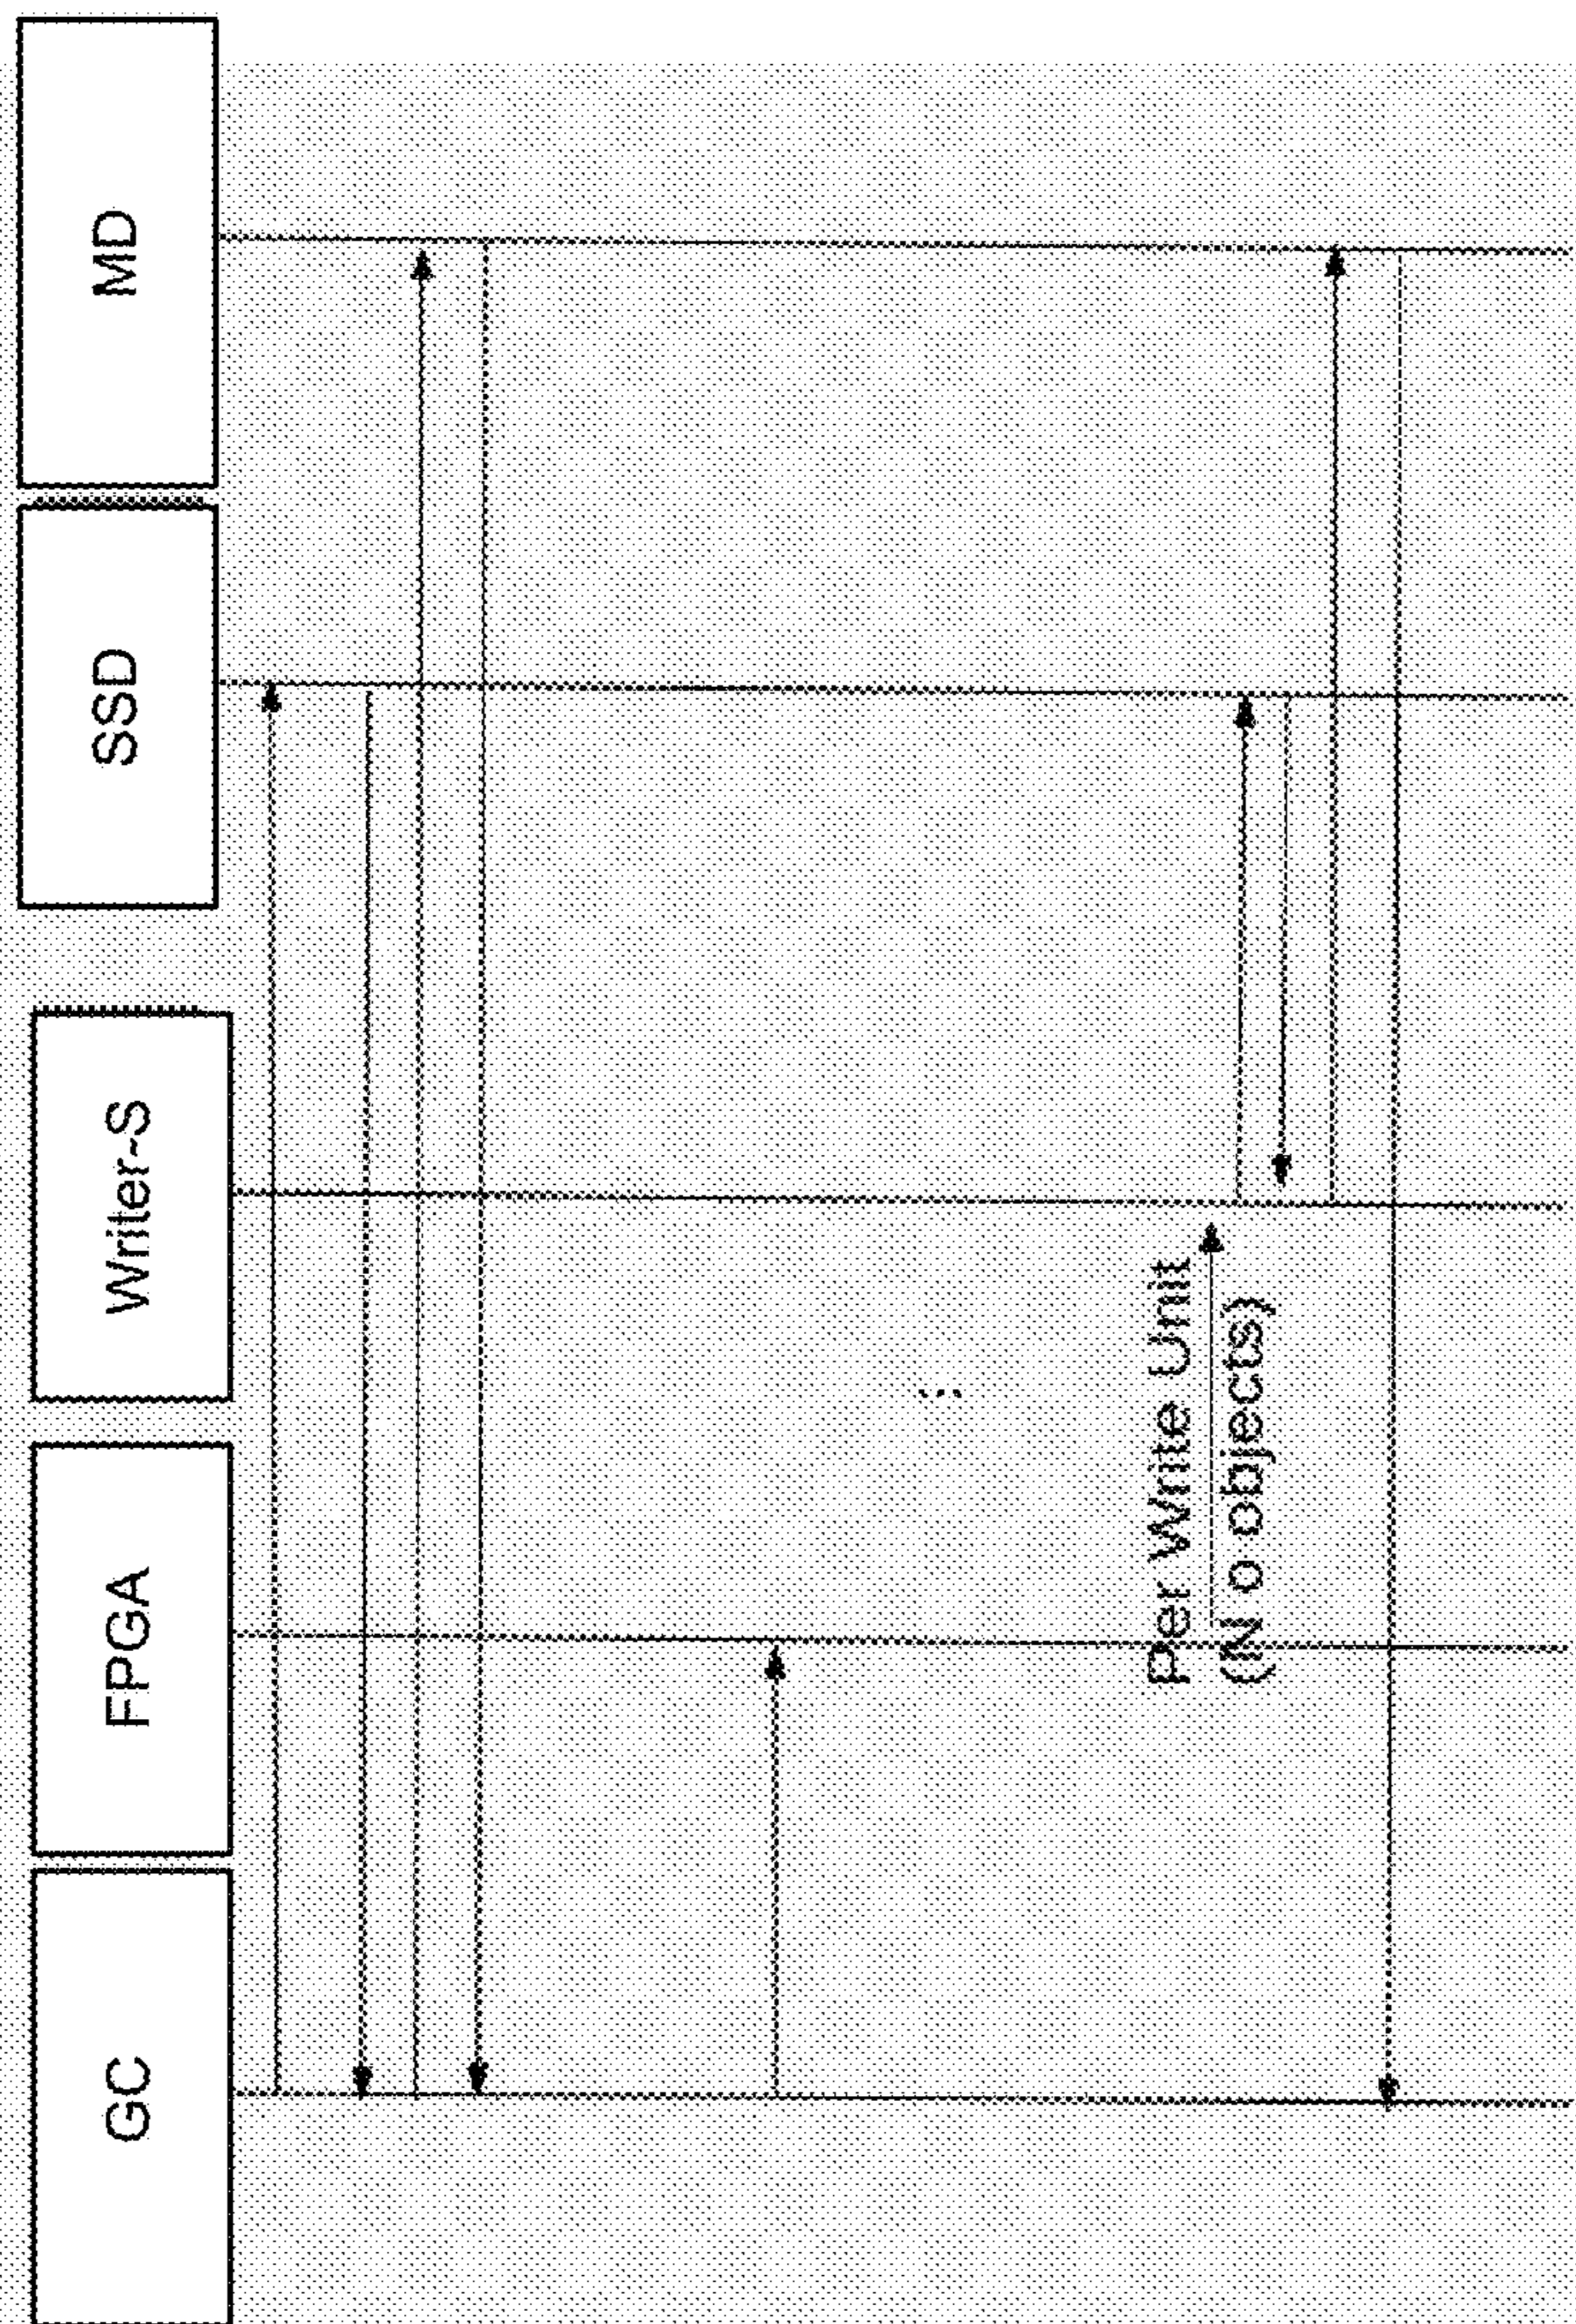 GC
FPGA
Writer-S
SSD
MD
⋮
Per Write Unit
(N o objects)